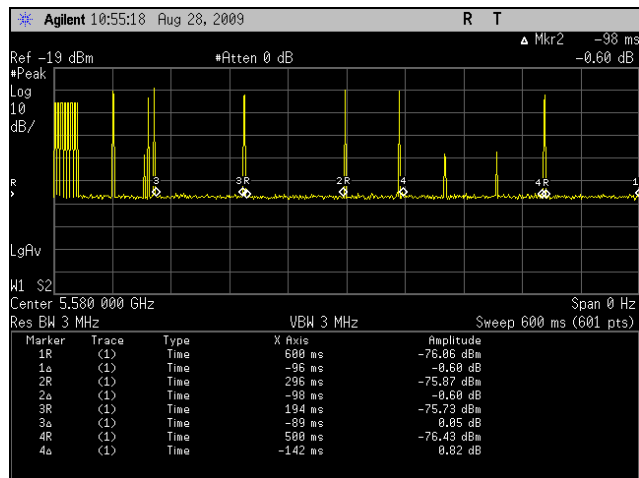 Agilent 10:55:18 Aug 28, 2009 R T
Δ Mkr2 -98 ms
Ref -19 dBm #Atten 0 dB -0.60 dB
#Peak
Log
10
dB/
R 3 3R 2R 4 4R 1
LgAv
W1 S2
Center 5.580 000 GHz Span 0 Hz
Res BW 3 MHz VBW 3 MHz Sweep 600 ms (601 pts)
Marker Trace Type X Axis Amplitude
1R (1) Time 600 ms -76.06 dBm
1Δ (1) Time -96 ms -0.60 dB
2R (1) Time 296 ms -75.87 dBm
2Δ (1) Time -98 ms -0.60 dB
3R (1) Time 194 ms -75.73 dBm
3Δ (1) Time -89 ms 0.05 dB
4R (1) Time 500 ms -76.43 dBm
4Δ (1) Time -142 ms 0.82 dB